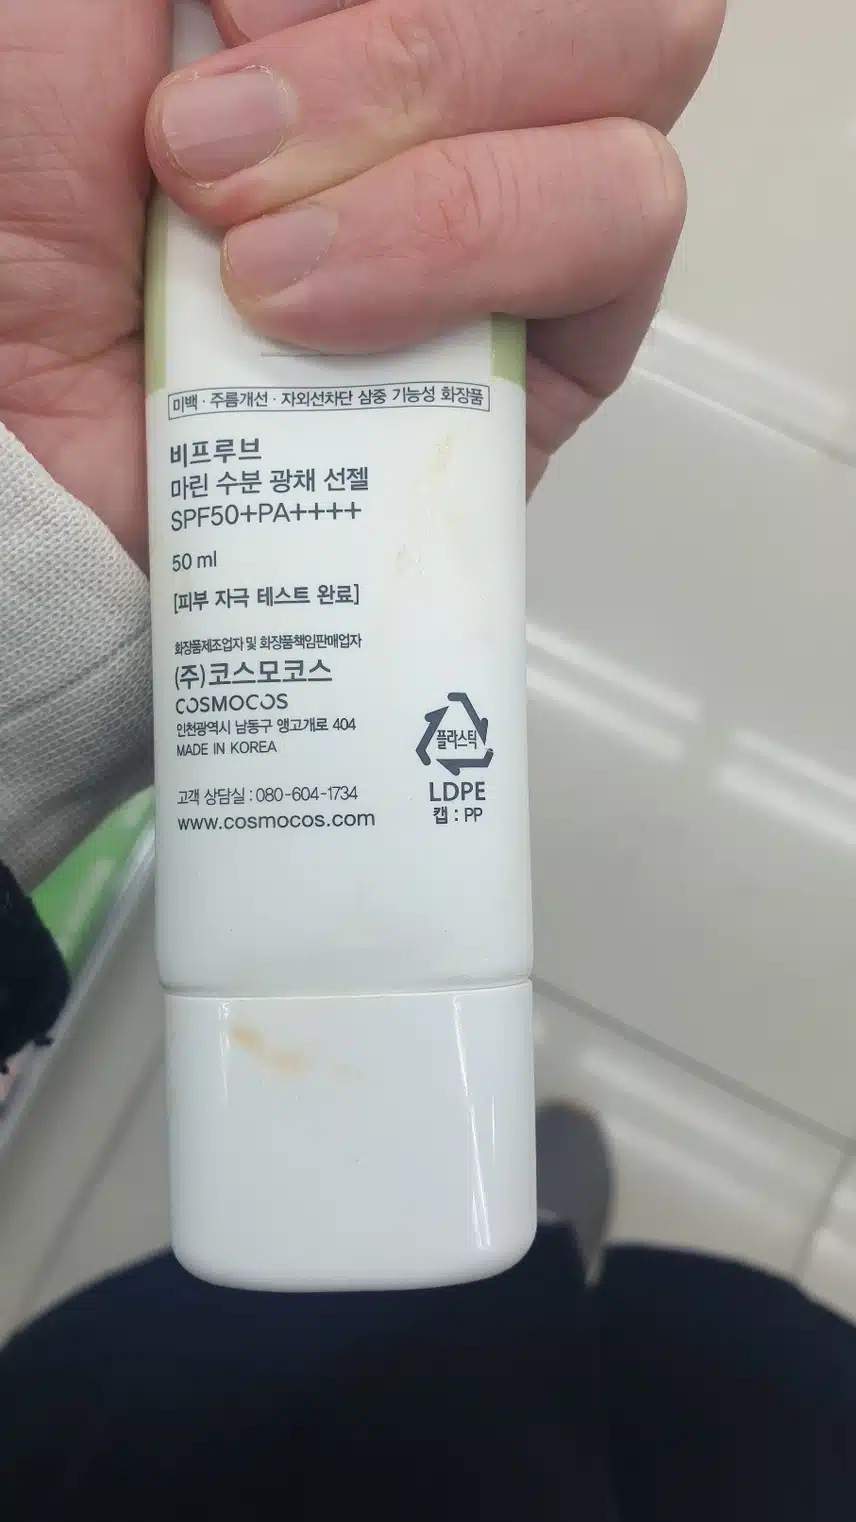 미백 · 주름개선 · 자외선차단 삼중 기능성 화장품
비프루브
마린 수분 광채 선젤
SPF50+PA++++
50 ml
[피부 자극 테스트 완료]
화장품제조업자 및 화장품책임판매업자
(주)코스모코스
COSMOCOS
인천광역시 남동구 앵고개로 404
MADE IN KOREA
고객 상담실 : 080-604-1734
www.cosmocos.com
플라스틱
LDPE
캡 : PP